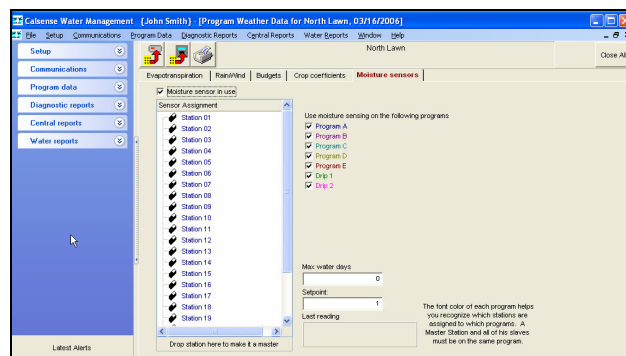 Calsense Water Management {John Smith} - [Program Weather Data for North Lawn, 03/16/2006]
File Setup Communications Program Data Diagnostic Reports Central Reports Water Reports Window Help
North Lawn
Close All
Setup
Communications
Program data
Diagnostic reports
Central reports
Water reports
Latest Alerts
Evapotranspiration Rain/Wind Budgets Crop coefficients Moisture sensors
Moisture sensor in use
Sensor Assignment
Station 01
Station 02
Station 03
Station 04
Station 05
Station 06
Station 07
Station 08
Station 09
Station 10
Station 11
Station 12
Station 13
Station 14
Station 15
Station 16
Station 17
Station 18
Station 19
Drop station here to make it a master
Use moisture sensing on the following programs
Program A
Program B
Program C
Program D
Program E
Drip 1
Drip 2
Max water days
0
Setpoint:
1
Last reading
The font color of each program helps
you recognize which stations are
assigned to which programs. A
Master Station and all of his slaves
must be on the same program.